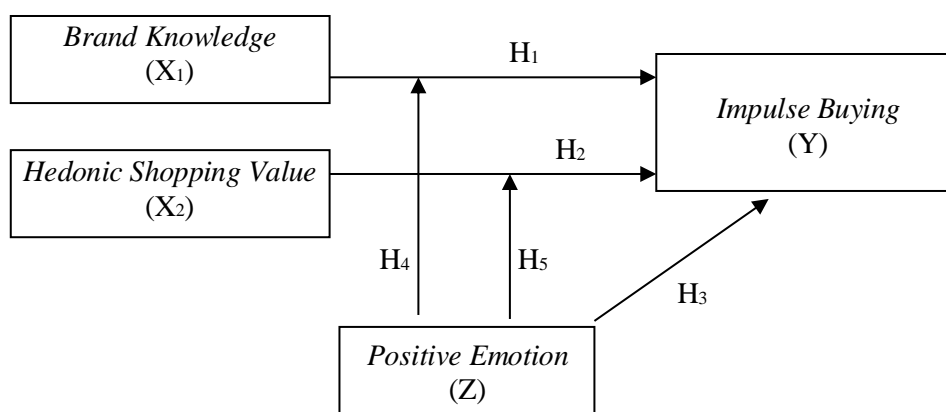 Brand Knowledge
(X₁)
H₁
Impulse Buying
(Y)
Hedonic Shopping Value
(X₂)
H₂
H₄
H₅
H₃
Positive Emotion
(Z)